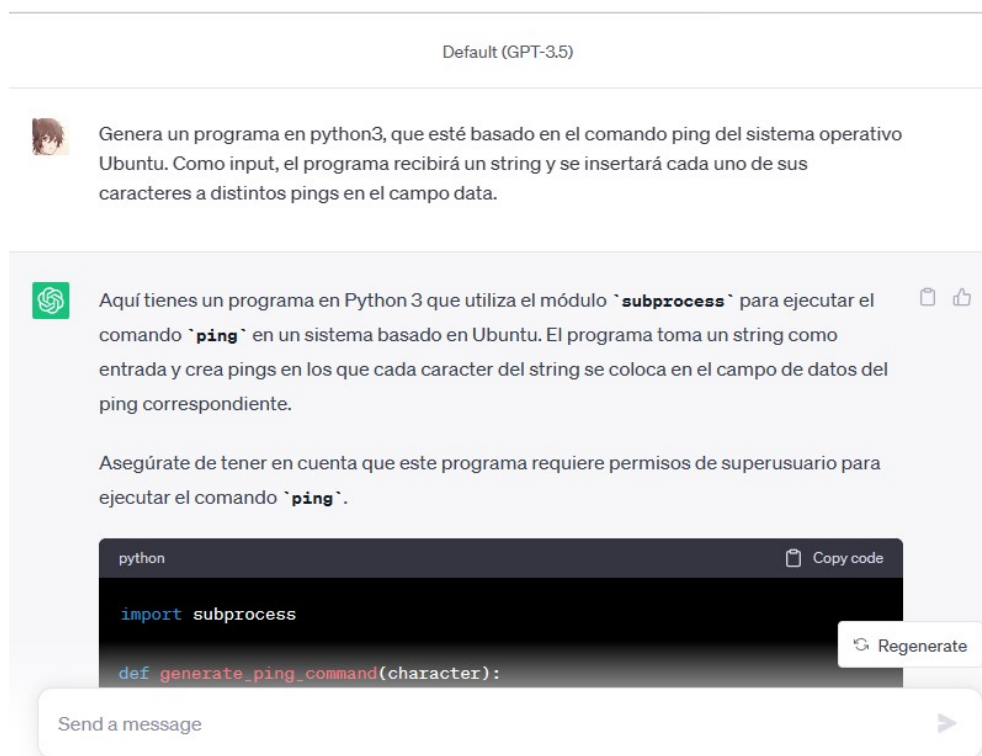 Default (GPT-3.5)
Genera un programa en python3, que esté basado en el comando ping del sistema operativo
Ubuntu. Como input, el programa recibirá un string y se insertará cada uno de sus
caracteres a distintos pings en el campo data.
Aquí tienes un programa en Python 3 que utiliza el módulo `subprocess` para ejecutar el
comando `ping` en un sistema basado en Ubuntu. El programa toma un string como
entrada y crea pings en los que cada caracter del string se coloca en el campo de datos del
ping correspondiente.
Asegúrate de tener en cuenta que este programa requiere permisos de superusuario para
ejecutar el comando `ping`.
python
Copy code
import subprocess
Regenerate
def generate_ping_command(character):
Send a message